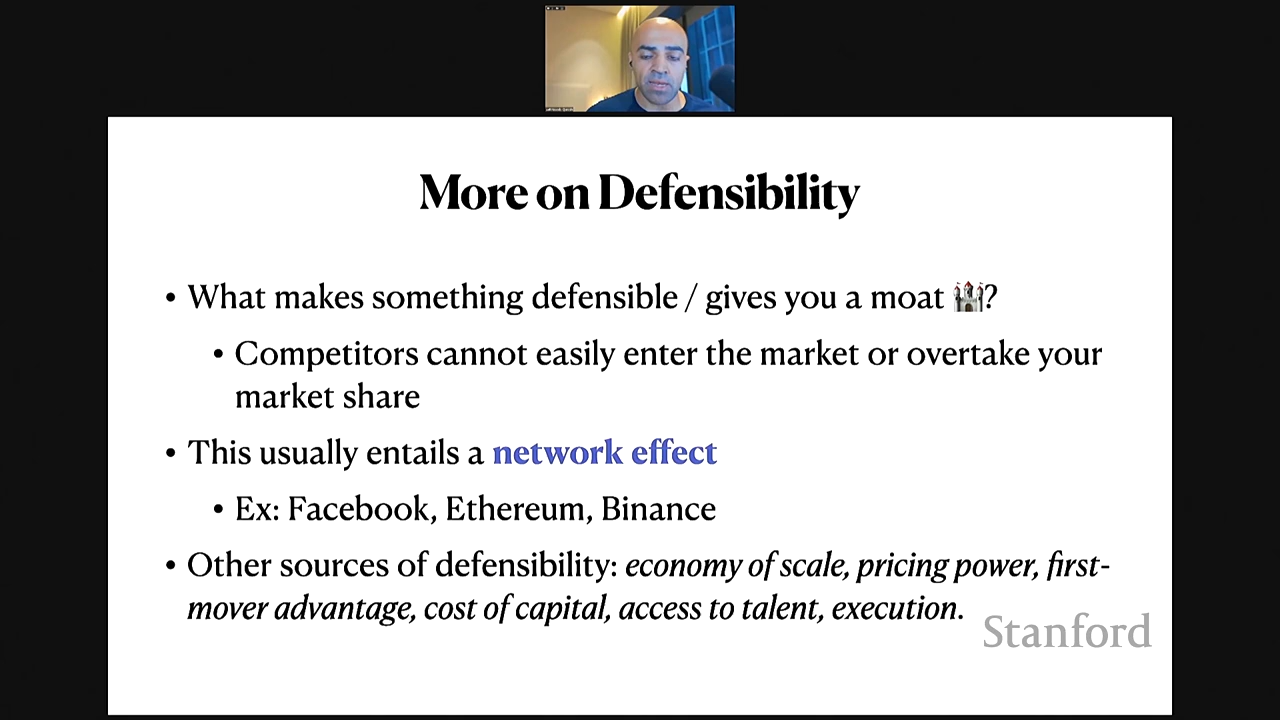 More on Defensibility
• What makes something defensible / gives you a moat 🏰?
• Competitors cannot easily enter the market or overtake your
market share
• This usually entails a network effect
• Ex: Facebook, Ethereum, Binance
• Other sources of defensibility: economy of scale, pricing power, first-
mover advantage, cost of capital, access to talent, execution.
Stanford